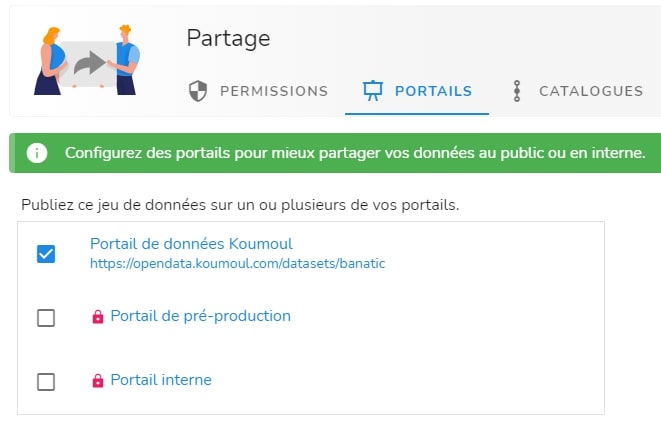 Partage
PERMISSIONS
PORTAILS
CATALOGUES
Configurez des portails pour mieux partager vos données au public ou en interne.
Publiez ce jeu de données sur un ou plusieurs de vos portails.
Portail de données Koumoul
https://opendata.koumoul.com/datasets/banatic
Portail de pré-production
Portail interne